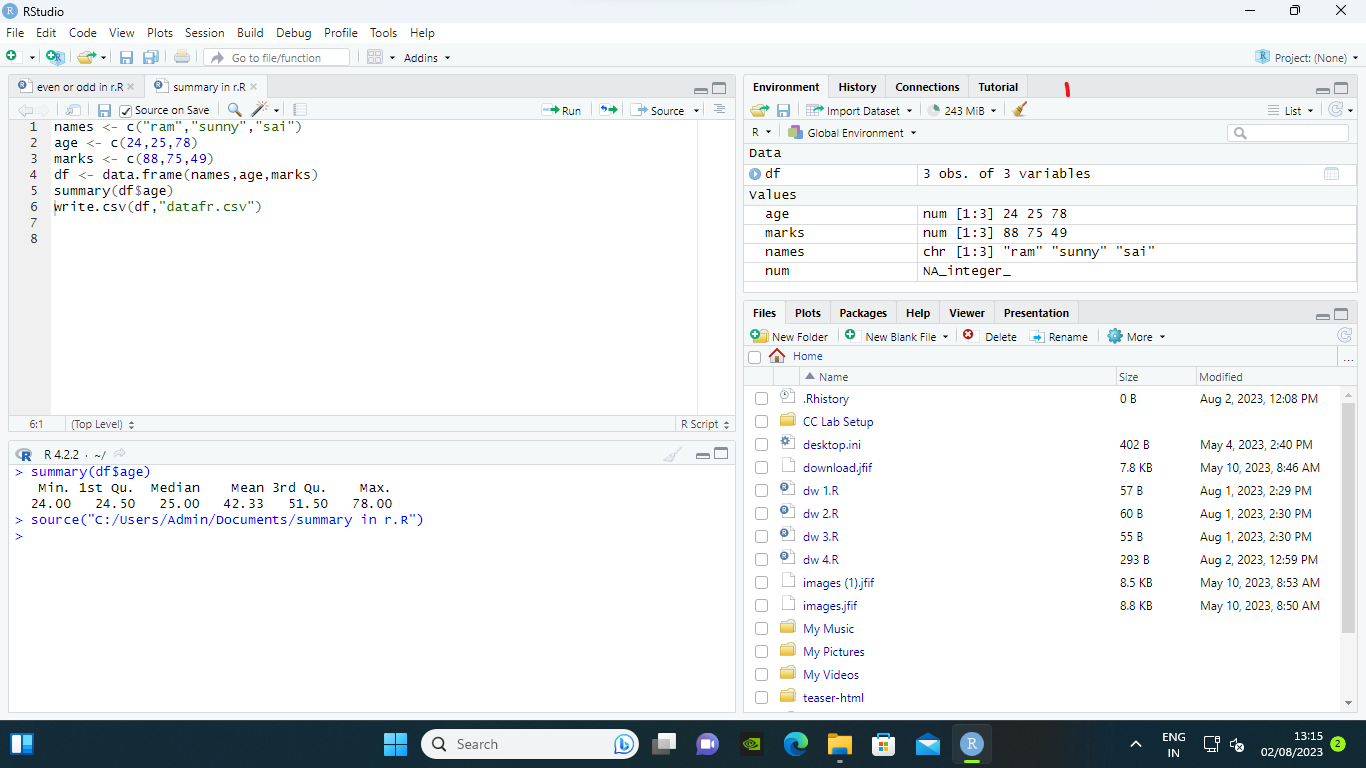 RStudio
File Edit Code View Plots Session Build Debug Profile Tools Help
Go to file/function Addins Project: (None)
even or odd in r.R summary in r.R
Source on Save Run Source
1 names <- c("ram","sunny","sai")
2 age <- c(24,25,78)
3 marks <- c(88,75,49)
4 df <- data.frame(names,age,marks)
5 summary(df$age)
6 write.csv(df,"datafr.csv")
7
8
6:1 (Top Level) R Script
R 4.2.2 · ~/
> summary(df$age)
Min. 1st Qu. Median Mean 3rd Qu. Max.
24.00 24.50 25.00 42.33 51.50 78.00
> source("C:/Users/Admin/Documents/summary in r.R")
>
Environment History Connections Tutorial
Import Dataset 243 MiB List
R Global Environment
Data
df 3 obs. of 3 variables
Values
age num [1:3] 24 25 78
marks num [1:3] 88 75 49
names chr [1:3] "ram" "sunny" "sai"
num NA_integer_
Files Plots Packages Help Viewer Presentation
New Folder New Blank File Delete Rename More
Home ...
Name Size Modified
.Rhistory 0 B Aug 2, 2023, 12:08 PM
CC Lab Setup
desktop.ini 402 B May 4, 2023, 2:40 PM
download.jfif 7.8 KB May 10, 2023, 8:46 AM
dw 1.R 57 B Aug 1, 2023, 2:29 PM
dw 2.R 60 B Aug 1, 2023, 2:30 PM
dw 3.R 55 B Aug 1, 2023, 2:30 PM
dw 4.R 293 B Aug 2, 2023, 12:59 PM
images (1).jfif 8.5 KB May 10, 2023, 8:53 AM
images.jfif 8.8 KB May 10, 2023, 8:50 AM
My Music
My Pictures
My Videos
teaser-html
Search
ENG
IN
13:15
02/08/2023
2